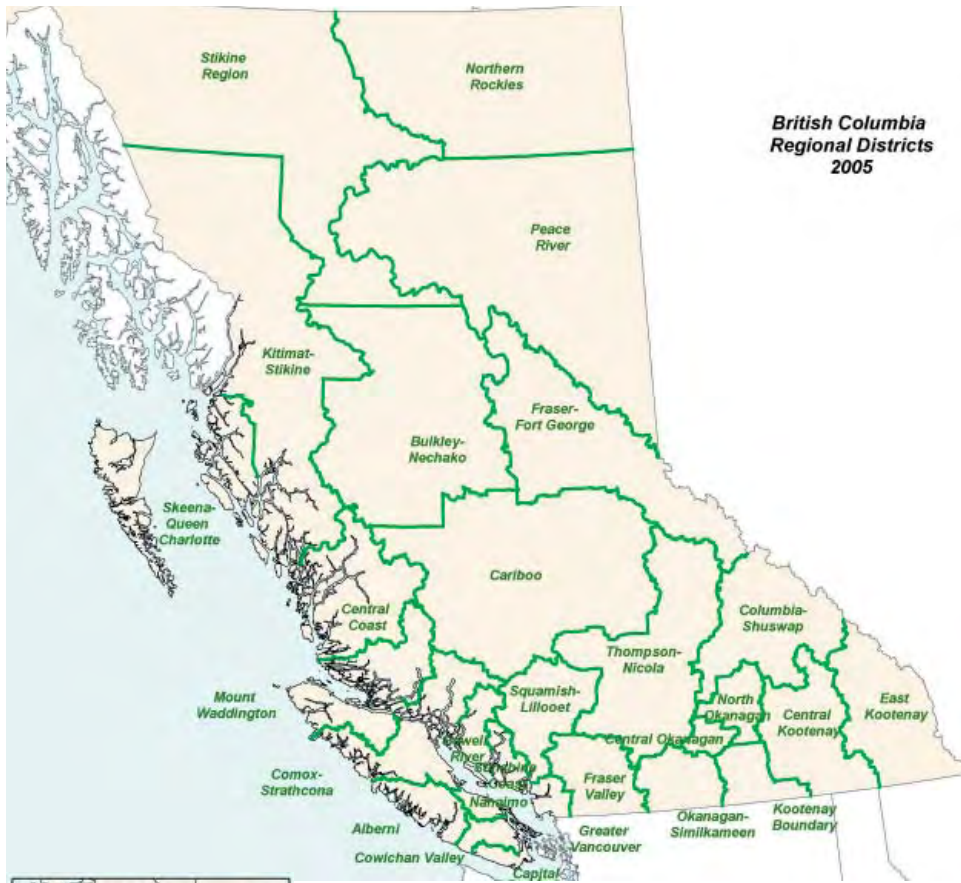 Stikine
Region
Northern
Rockies
British Columbia
Regional Districts
2005
Peace
River
Kitimat-
Stikine
Fraser-
Fort George
Bulkley-
Nechako
Skeena-
Queen
Charlotte
Cariboo
Central
Coast
Columbia-
Shuswap
Thompson-
Nicola
Mount
Waddington
Squamish-
Lillooet
North
Okanagan
Central
Kootenay
East
Kootenay
Central Okanagan
River
Comox-
Strathcona
Coast
Fraser
Valley
Nanaimo
Alberni
Greater
Vancouver
Okanagan-
Similkameen
Kootenay
Boundary
Cowichan Valley
Capital